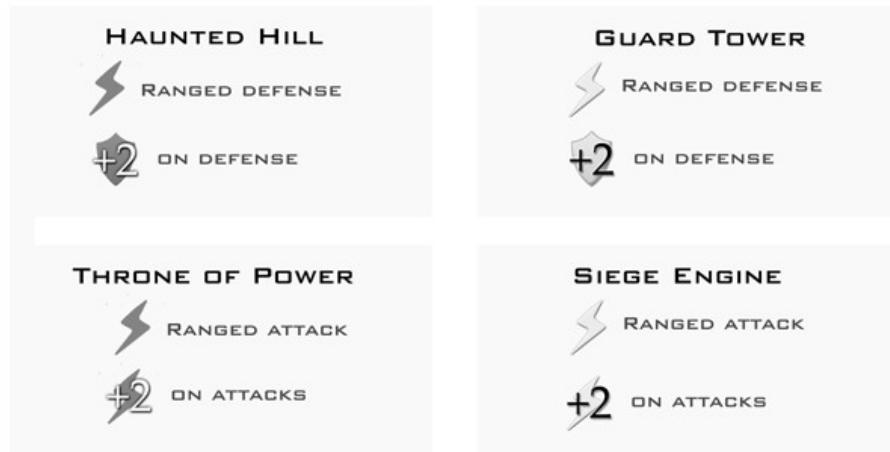 Haunted Hill
Ranged defense
+2 on defense
Guard Tower
Ranged defense
+2 on defense
Throne of Power
Ranged attack
+2 on attacks
Siege Engine
Ranged attack
+2 on attacks